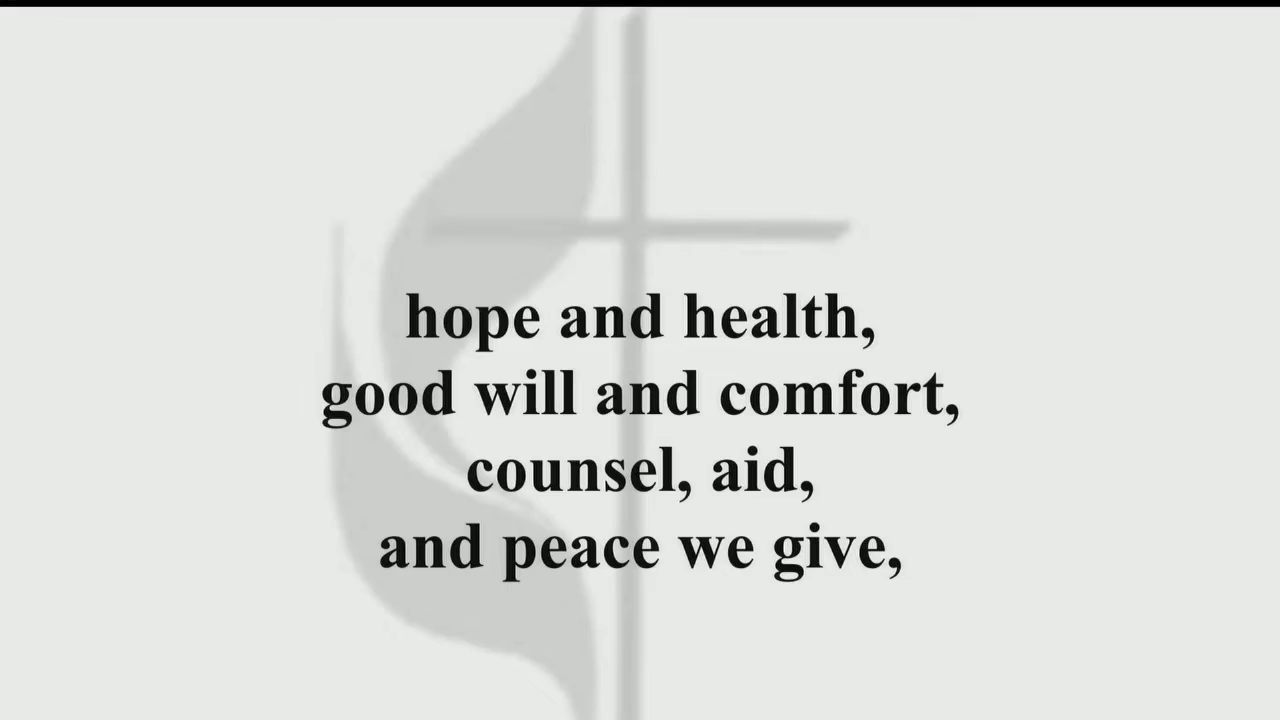 hope and health,
good will and comfort,
counsel, aid,
and peace we give,